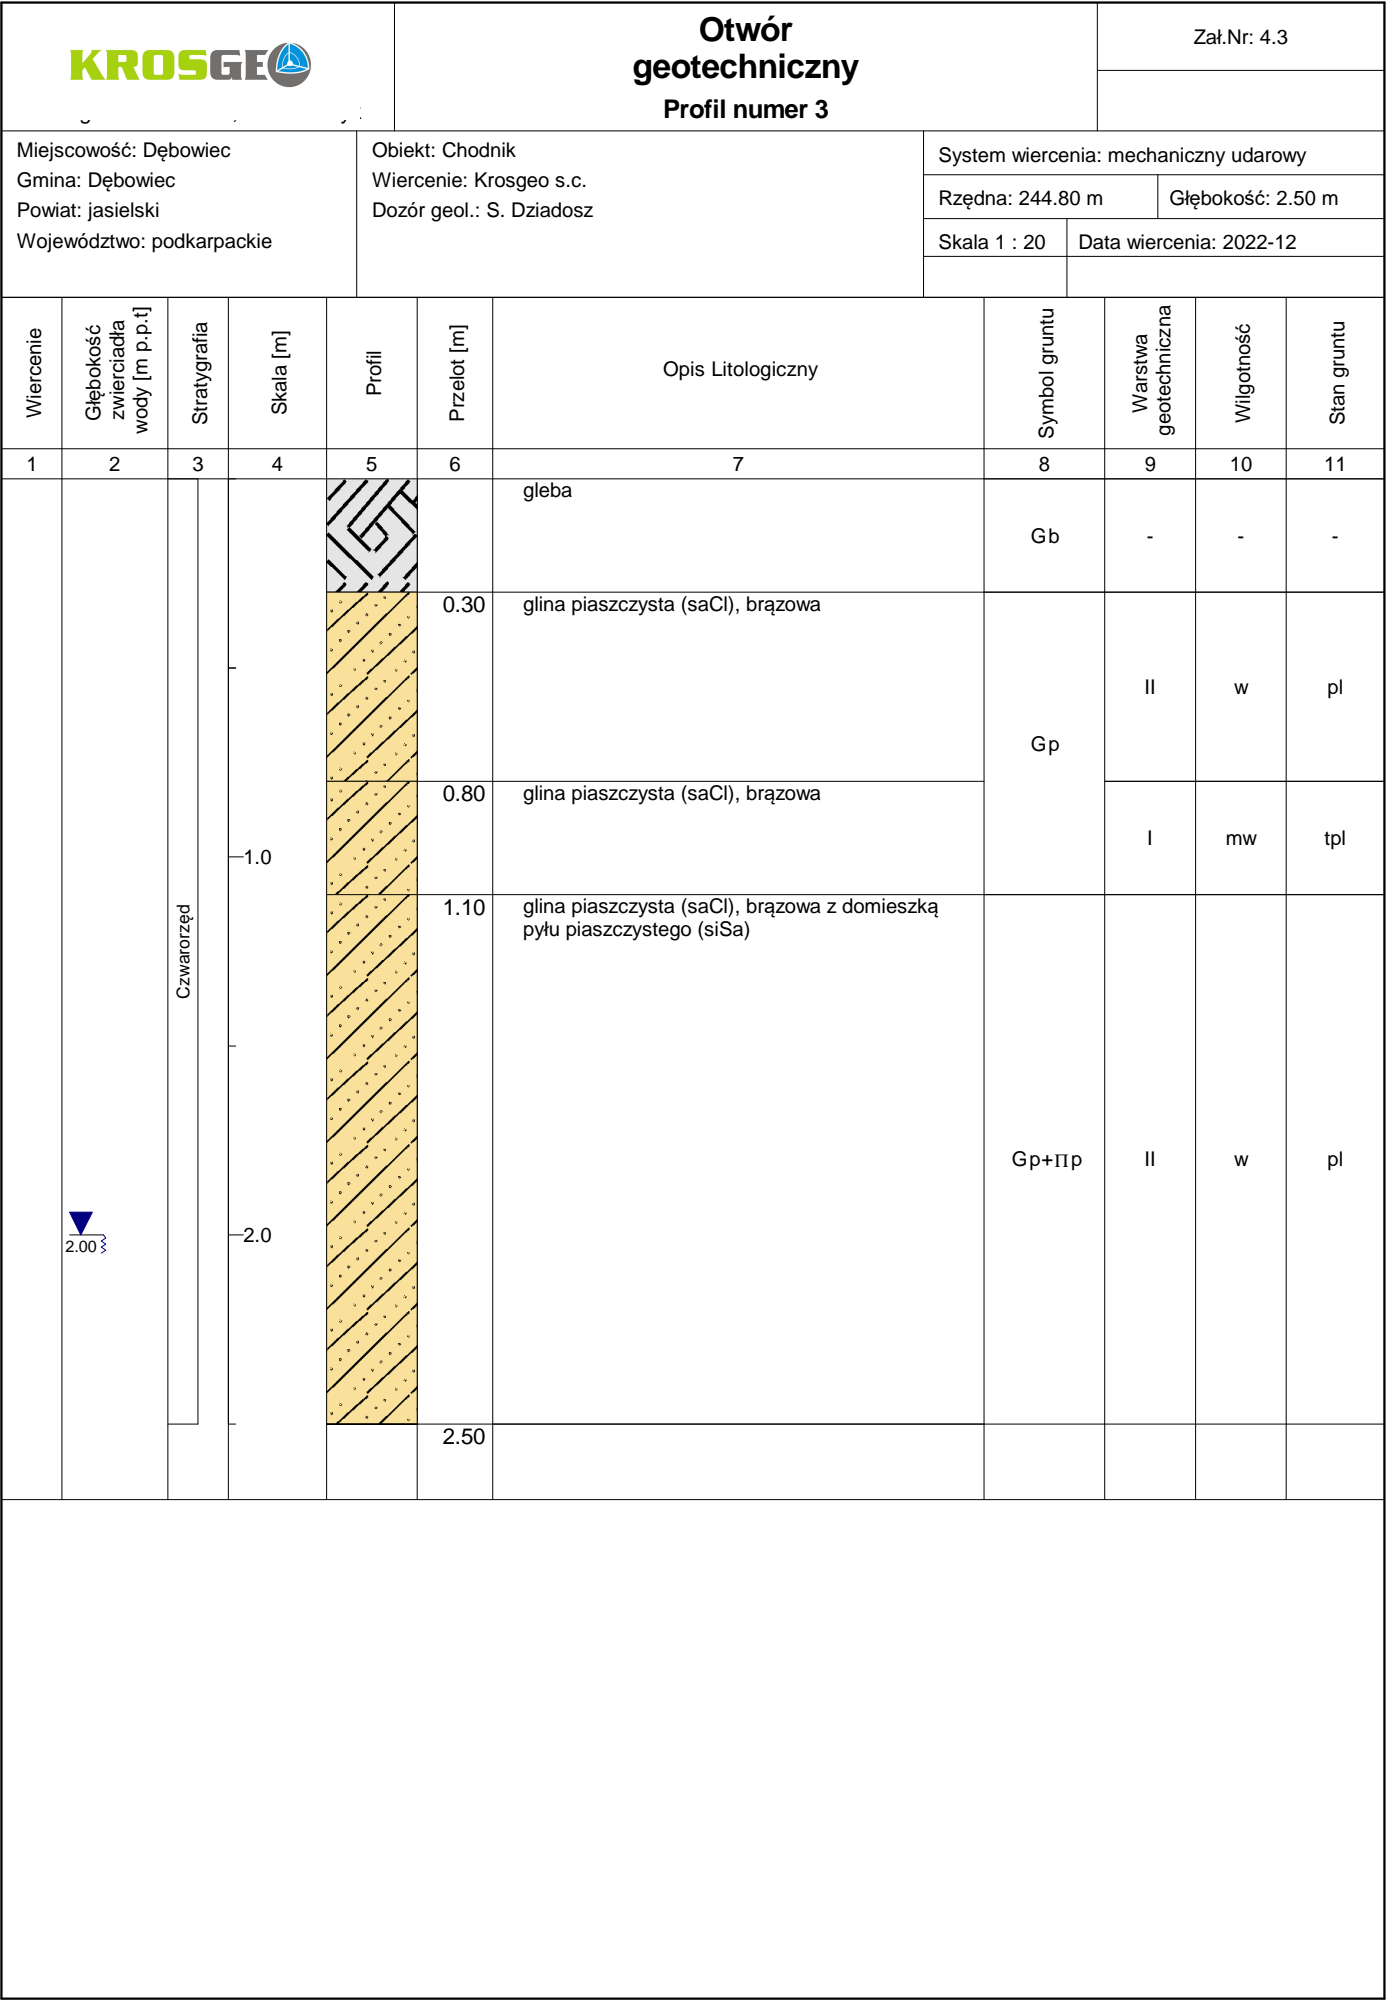 KROSGEO
Otwór
geotechniczny
Profil numer 3
Zał.Nr: 4.3
Miejscowość: Dębowiec
Gmina: Dębowiec
Powiat: jasielski
Województwo: podkarpackie
Obiekt: Chodnik
Wiercenie: Krosgeo s.c.
Dozór geol.: S. Dziadosz
System wiercenia: mechaniczny udarowy
Rzędna: 244.80 m
Głębokość: 2.50 m
Skala 1 : 20
Data wiercenia: 2022-12
Wiercenie
Głębokość
zwierciadła
wody [m p.p.t]
Stratygrafia
Skala [m]
Profil
Przelot [m]
Opis Litologiczny
Symbol gruntu
Warstwa
geotechniczna
Wilgotność
Stan gruntu
1 2 3 4 5 6 7 8 9 10 11
gleba
Gb - - -
0.30 glina piaszczysta (saCl), brązowa
II w pl
Gp
0.80 glina piaszczysta (saCl), brązowa
I mw tpl
1.0
1.10 glina piaszczysta (saCl), brązowa z domieszką
pyłu piaszczystego (siSa)
Czwarorzęd
Gp+Πp II w pl
2.0
2.00
2.50